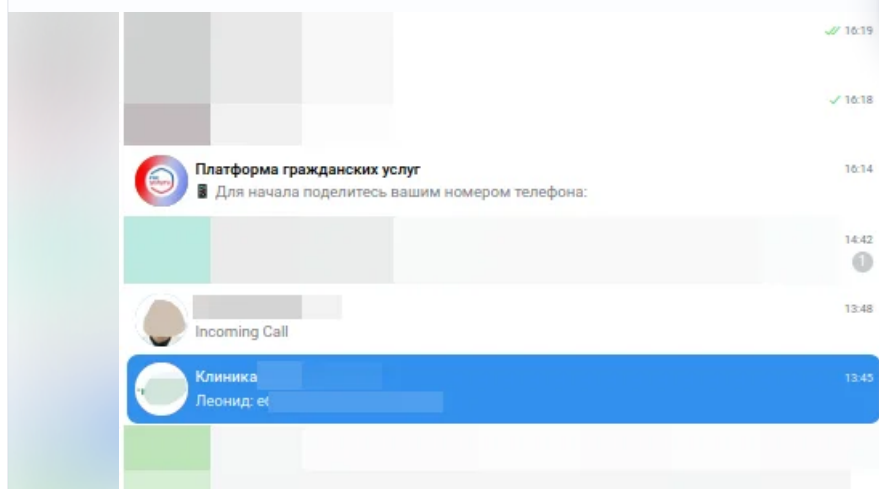 16:19
16:18
Платформа гражданских услуг 16:14
📱 Для начала поделитесь вашим номером телефона:
14:42
1
13:48
Incoming Call
Клиника 13:45
Леонид: